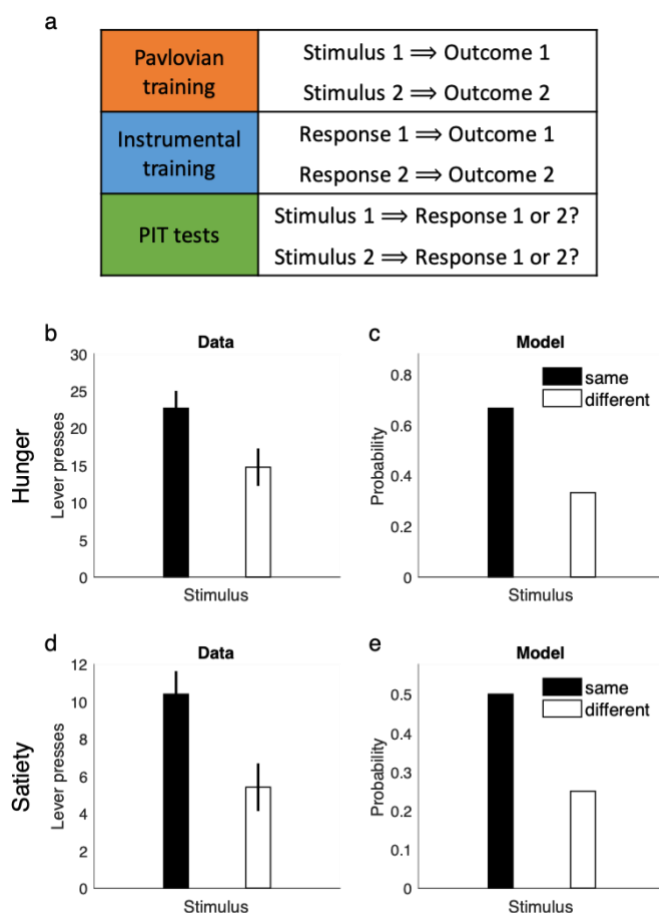 a
Pavlovian
training
Stimulus 1 ⟹ Outcome 1
Stimulus 2 ⟹ Outcome 2
Instrumental
training
Response 1 ⟹ Outcome 1
Response 2 ⟹ Outcome 2
PIT tests
Stimulus 1 ⟹ Response 1 or 2?
Stimulus 2 ⟹ Response 1 or 2?
Hunger
b
Data
Lever presses
30
25
20
15
10
5
0
Stimulus
c
Model
same
different
Probability
0.8
0.6
0.4
0.2
0
Stimulus
Satiety
d
Data
Lever presses
12
10
8
6
4
2
0
Stimulus
e
Model
same
different
Probability
0.5
0.4
0.3
0.2
0.1
0
Stimulus